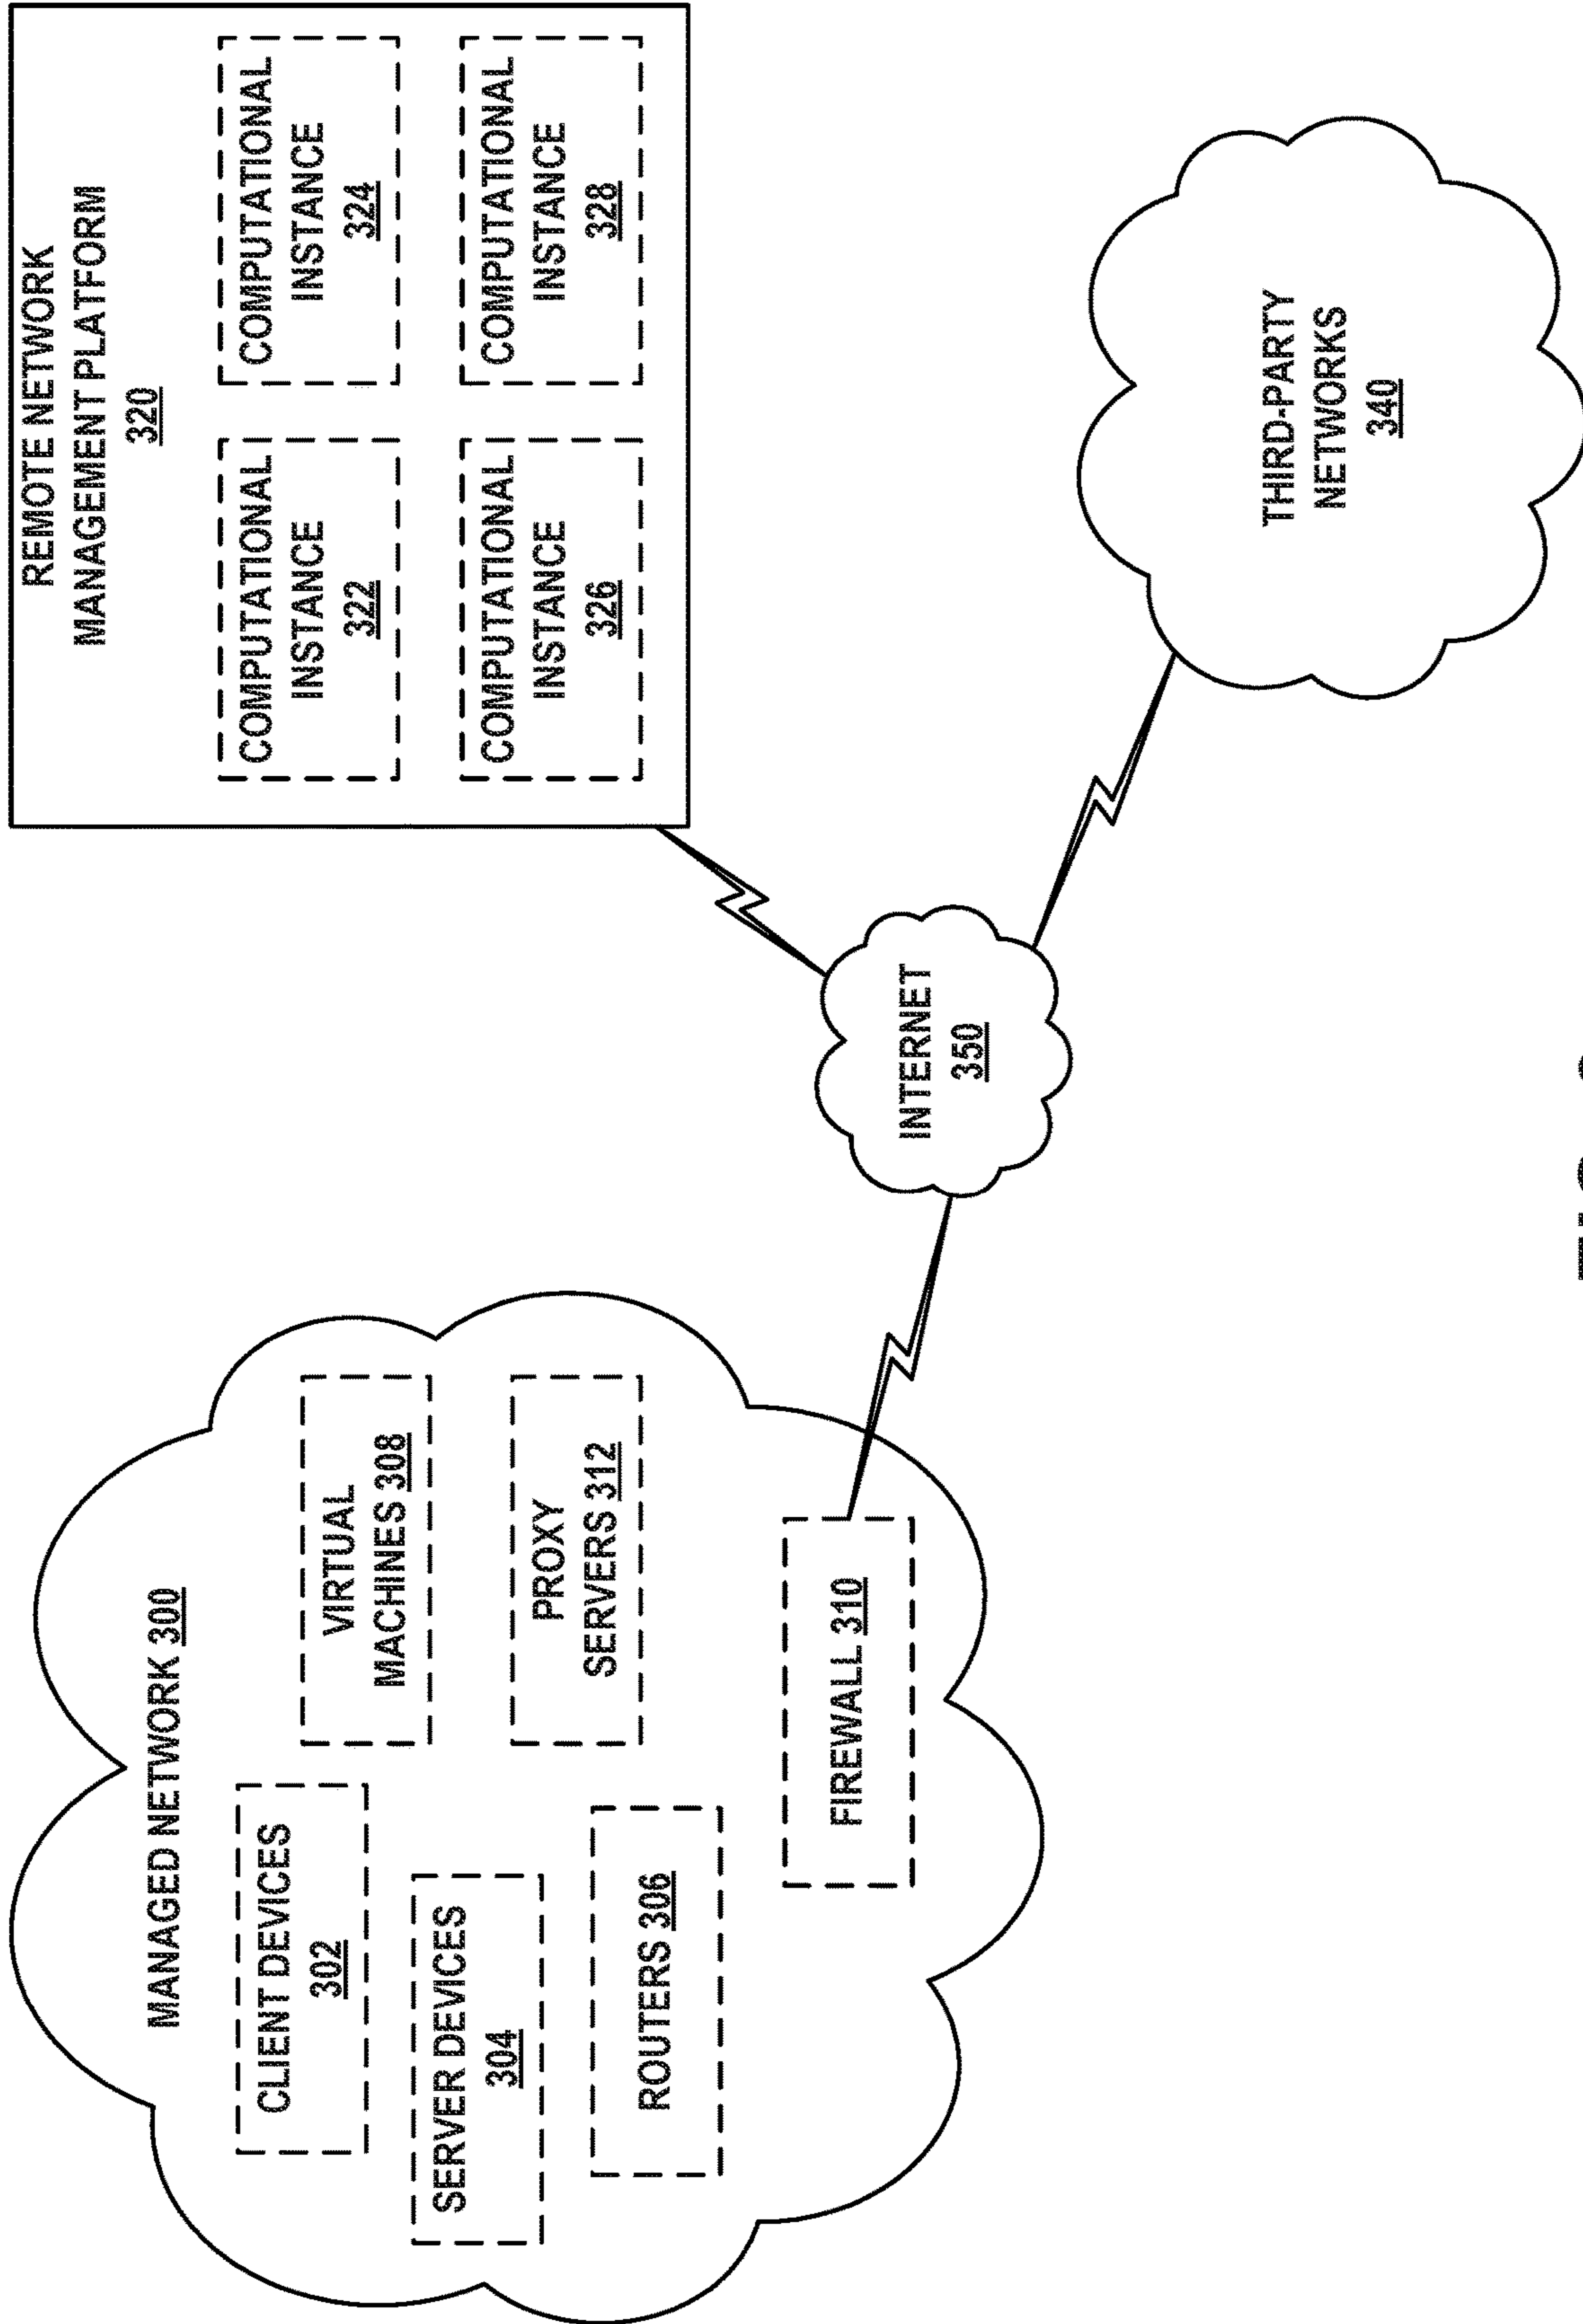 MANAGED NETWORK 300
CLIENT DEVICES
302
SERVER DEVICES
304
ROUTERS 306
VIRTUAL
MACHINES 308
PROXY
SERVERS 312
FIREWALL 310
INTERNET
350
REMOTE NETWORK
MANAGEMENT PLATFORM
320
COMPUTATIONAL
INSTANCE
322
COMPUTATIONAL
INSTANCE
324
COMPUTATIONAL
INSTANCE
326
COMPUTATIONAL
INSTANCE
328
THIRD-PARTY
NETWORKS
340